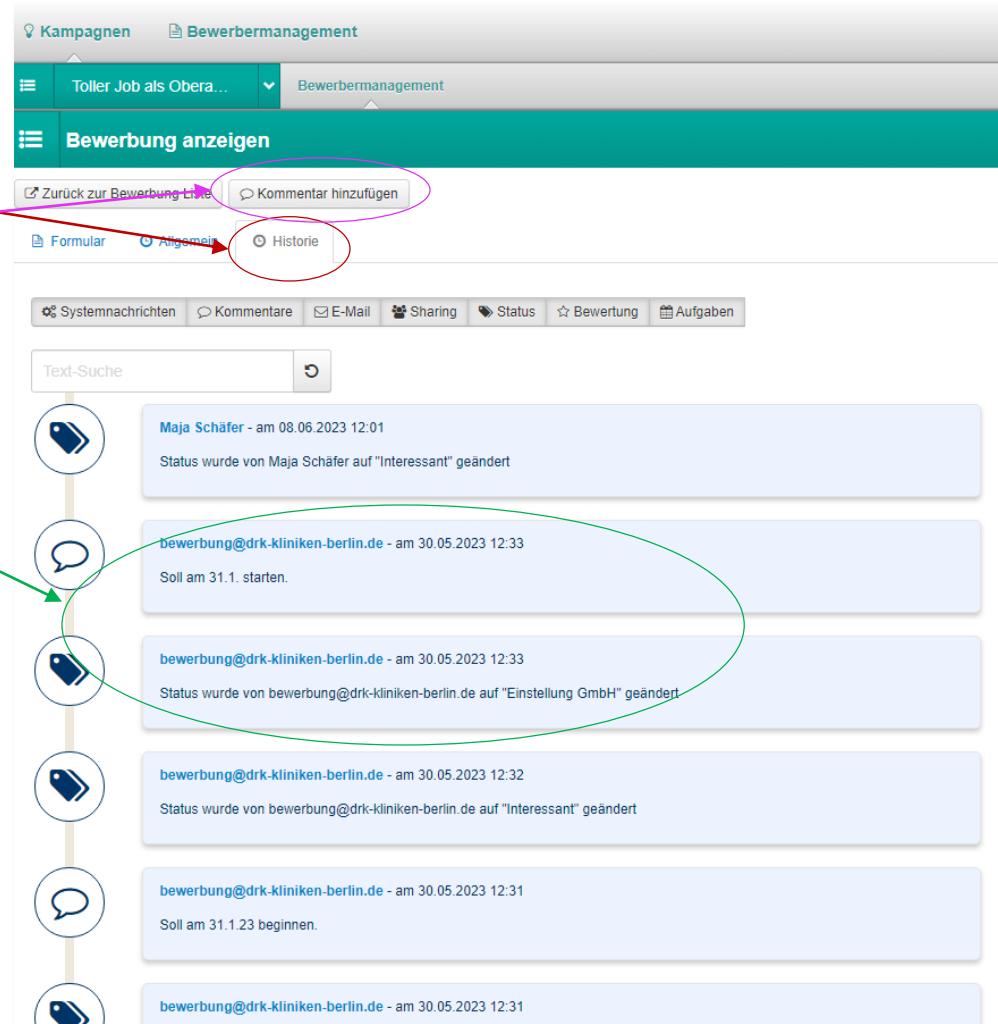 Kampagnen Bewerbermanagement
Toller Job als Obera... Bewerbermanagement
Bewerbung anzeigen
Zurück zur Bewerbung Liste Kommentar hinzufügen
Formular Allgemein Historie
Systemnachrichten Kommentare E-Mail Sharing Status Bewertung Aufgaben
Text-Suche
Maja Schäfer - am 08.06.2023 12:01
Status wurde von Maja Schäfer auf "Interessant" geändert
bewerbung@drk-kliniken-berlin.de - am 30.05.2023 12:33
Soll am 31.1. starten.
bewerbung@drk-kliniken-berlin.de - am 30.05.2023 12:33
Status wurde von bewerbung@drk-kliniken-berlin.de auf "Einstellung GmbH" geändert
bewerbung@drk-kliniken-berlin.de - am 30.05.2023 12:32
Status wurde von bewerbung@drk-kliniken-berlin.de auf "Interessant" geändert
bewerbung@drk-kliniken-berlin.de - am 30.05.2023 12:31
Soll am 31.1.23 beginnen.
bewerbung@drk-kliniken-berlin.de - am 30.05.2023 12:31